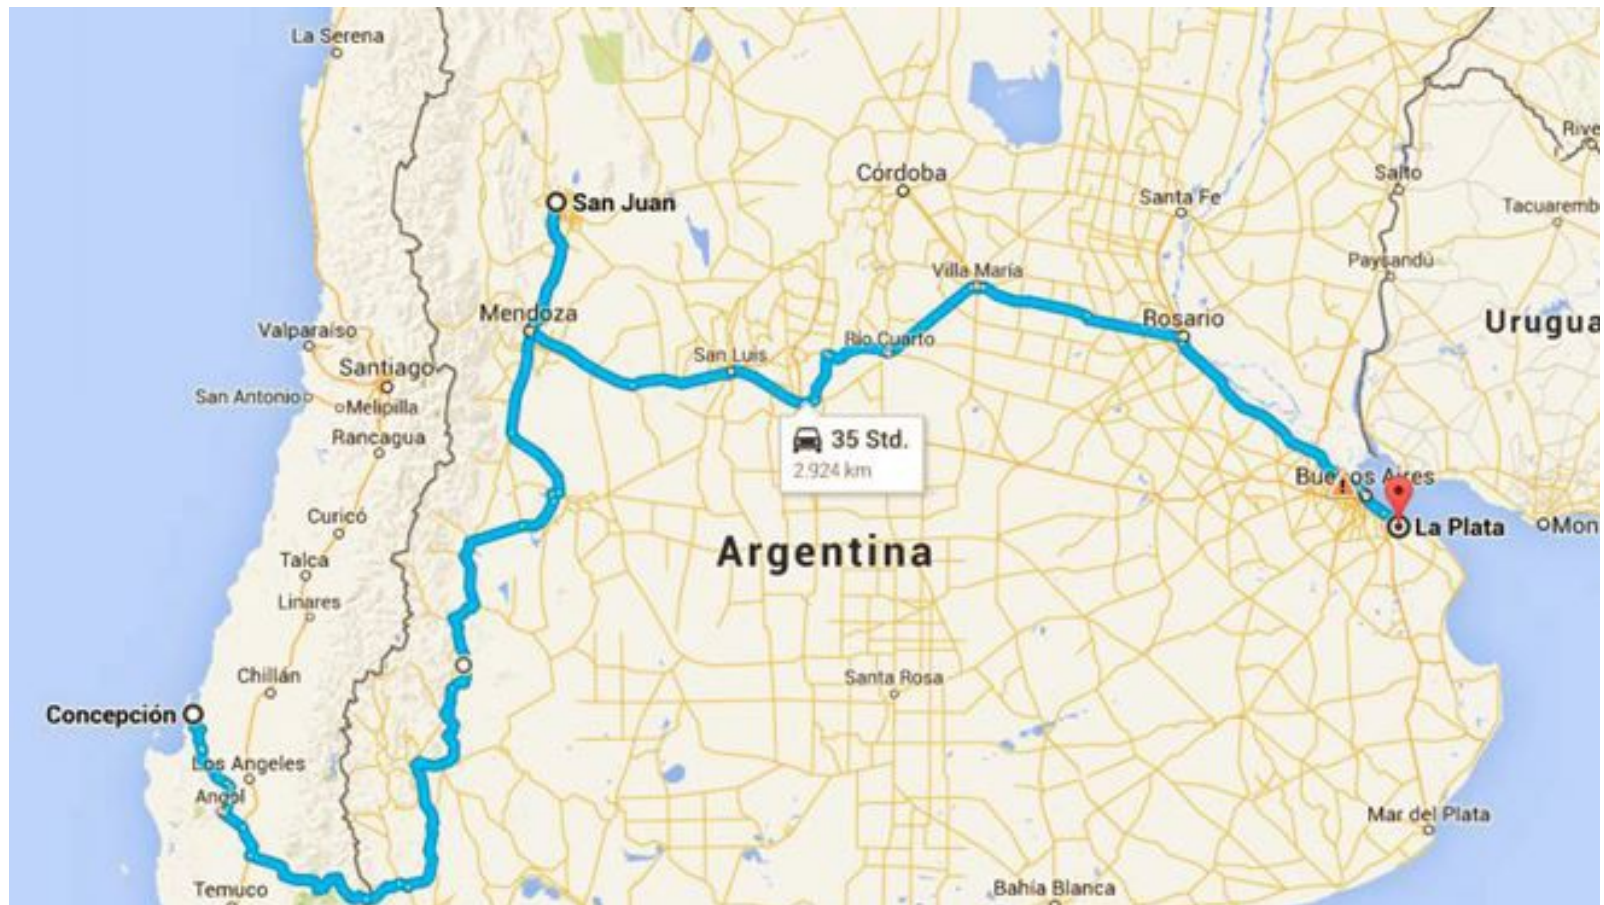 La Serena
Córdoba
Salto
Santa Fe
San Juan
Villa María
Paysandú
Mendoza
Rosario
Valparaíso
San Luis
Río Cuarto
Santiago
San Antonio
Melipilla
Rancagua
35 Std.
2.924 km
Buenos Aires
Curicó
La Plata
Mon
Argentina
Talca
Linares
Chillán
Santa Rosa
Concepción
Los Angeles
Angol
Mar del Plata
Temuco
Bahía Blanca
Rive
Tacuaremb
Urugua